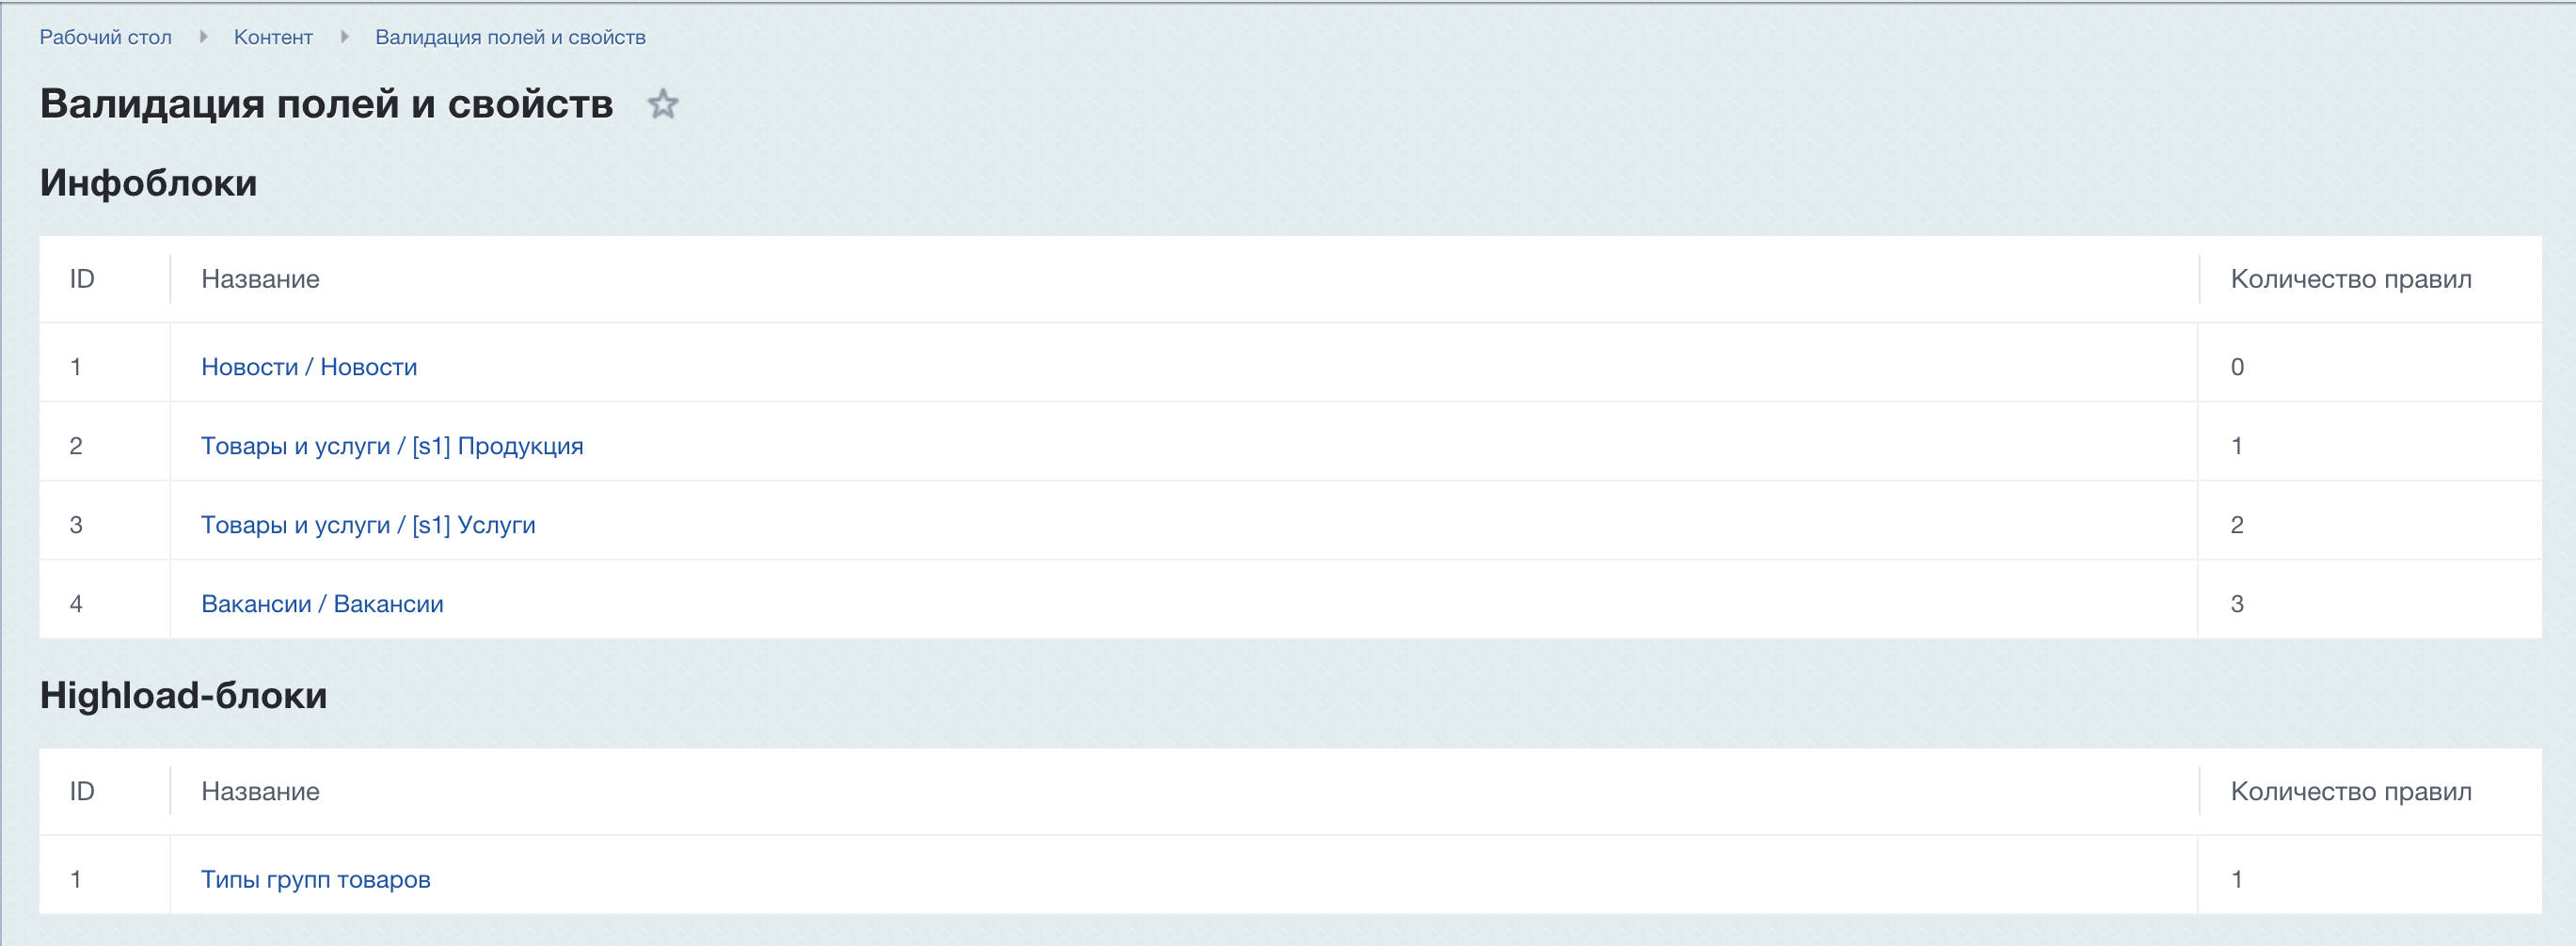 Рабочий стол Контент Валидация полей и свойств
Валидация полей и свойств
Инфоблоки
ID Название Количество правил
1 Новости / Новости 0
2 Товары и услуги / [s1] Продукция 1
3 Товары и услуги / [s1] Услуги 2
4 Вакансии / Вакансии 3
Highload-блоки
ID Название Количество правил
1 Типы групп товаров 1